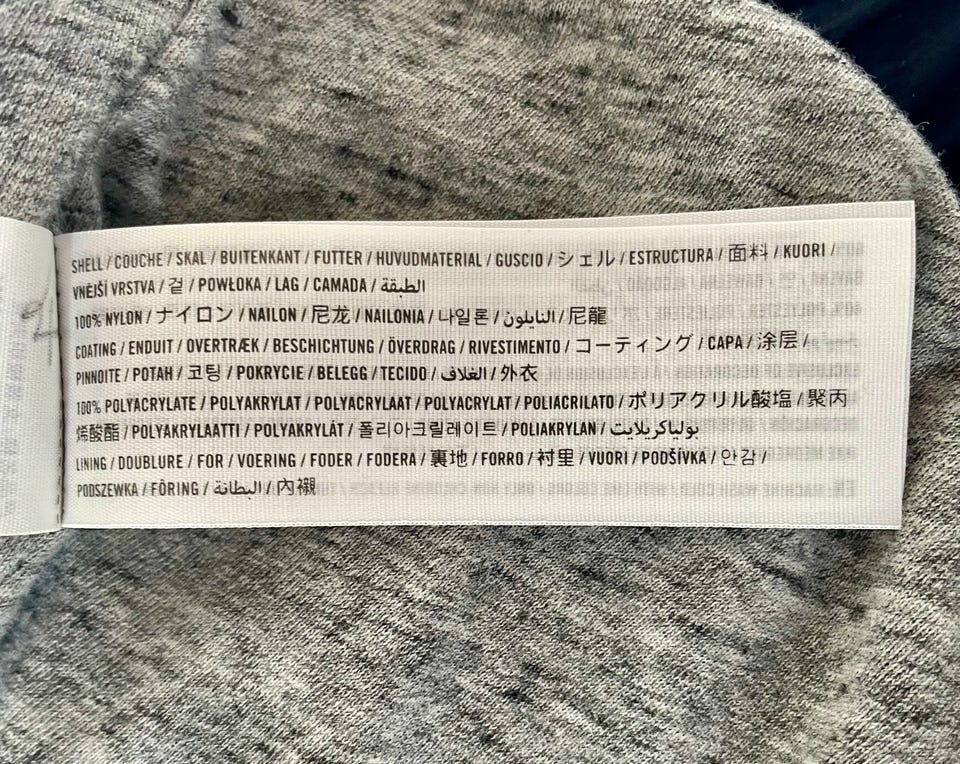 SHELL / COUCHE / SKAL / BUITENKANT / FUTTER / HUVUDMATERIAL / GUSCIO / シェル / ESTRUCTURA / 面料 / KUORI /
VNĚJŠÍ VRSTVA / 겉 / POWŁOKA / LAG / CAMADA / الطبقة
100% NYLON / ナイロン / NAILON / 尼龙 / NAILONIA / 나일론 / النايلون / 尼龍
COATING / ENDUIT / OVERTRÆK / BESCHICHTUNG / ÖVERDRAG / RIVESTIMENTO / コーティング / CAPA / 涂层 /
PINNOITE / POTAH / 코팅 / POKRYCIE / BELEGG / TECIDO / الغلاف / 外衣
100% POLYACRYLATE / POLYAKRYLAT / POLYACRYLAAT / POLYACRYLAT / POLIACRILATO / ポリアクリル酸塩 / 聚丙
烯酸酯 / POLYAKRYLAATTI / POLYAKRYLÁT / 폴리아크릴레이트 / POLIAKRYLAN / بولياكريلايت
LINING / DOUBLURE / FOR / VOERING / FODER / FODERA / 裏地 / FORRO / 衬里 / VUORI / PODŠÍVKA / 안감 /
PODSZEWKA / FÔRING / البطانة / 內襯